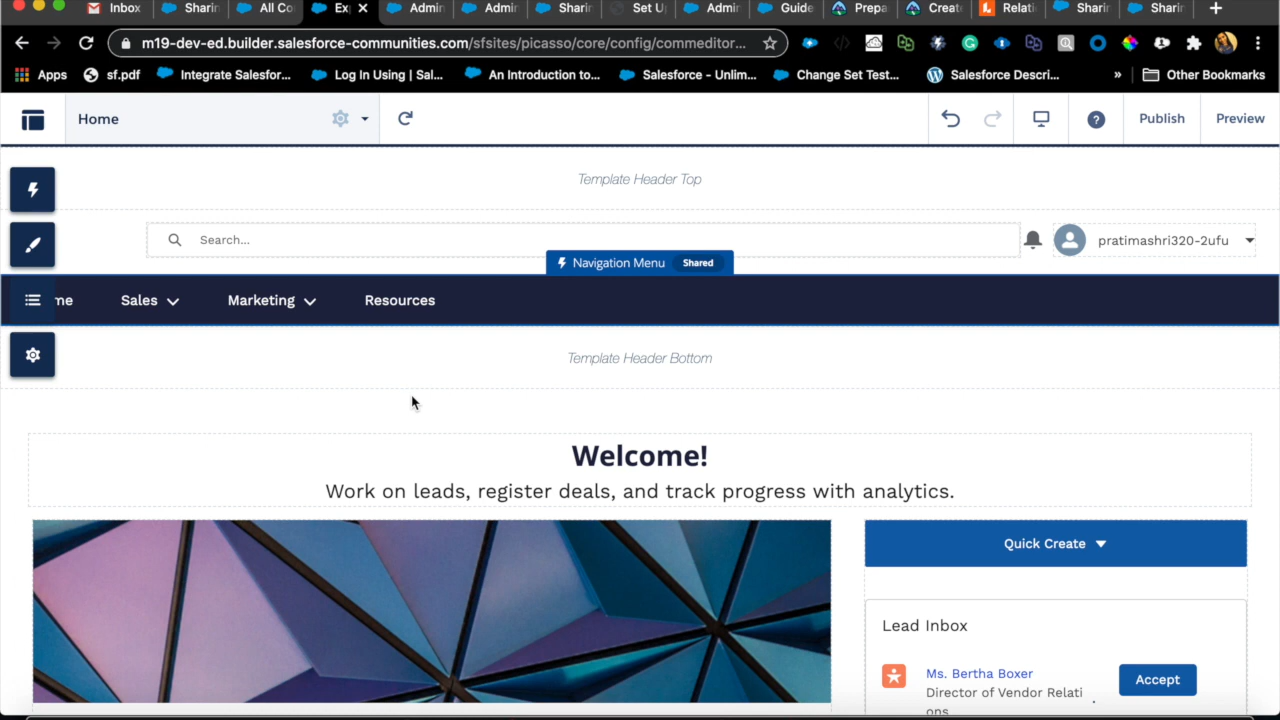 Inbox Sharin All Co Ex Admin Admin Sharin Set U Admin Guide Prepa Create Relati Sharin Sharin
m19-dev-ed.builder.salesforce-communities.com/sfsites/picasso/core/config/commeditor...
Apps sf.pdf Integrate Salesfor... Log In Using | Sal... An Introduction to... Salesforce - Unlim... Change Set Test... Salesforce Descri... » Other Bookmarks
Home Publish Preview
Template Header Top
Search... pratimashri320-2ufu
Navigation Menu Shared
me Sales Marketing Resources
Template Header Bottom
Welcome!
Work on leads, register deals, and track progress with analytics.
Quick Create
Lead Inbox
Ms. Bertha Boxer
Accept
Director of Vendor Relati
ons